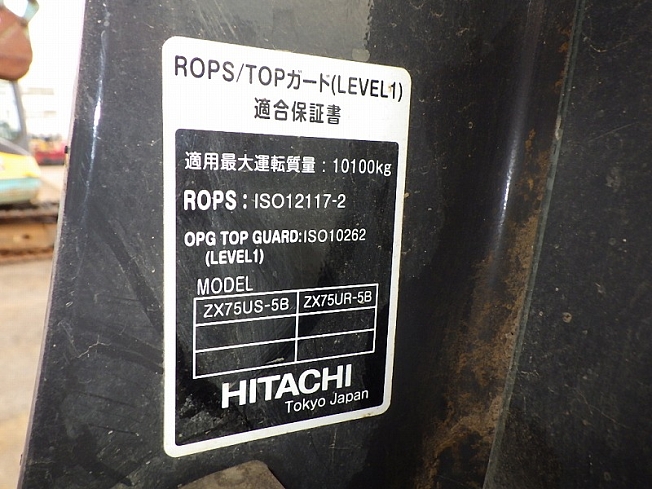 ROPS/TOPガード(LEVEL1)
適合保証書
適用最大運転質量：10100kg
ROPS：ISO12117-2
OPG TOP GUARD:ISO10262
(LEVEL1)
MODEL
ZX75US-5B ZX75UR-5B
HITACHI
Tokyo Japan